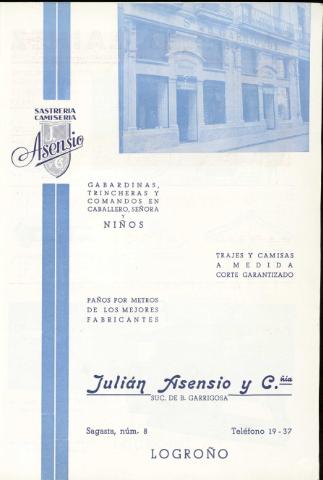 SASTRERIA
CAMISERIA
Asensio
GABARDINAS,
TRINCHERAS Y
COMANDOS EN
CABALLERO, SEÑORA
Y
NIÑOS
TRAJES Y CAMISAS
A MEDIDA
CORTE GARANTIZADO
PAÑOS POR METROS
DE LOS MEJORES
FABRICANTES
Julián Asensio y C.ñia
SUC. DE B. GARRIGOSA
Sagasta, núm. 8 Teléfono 19-37
LOGROÑO